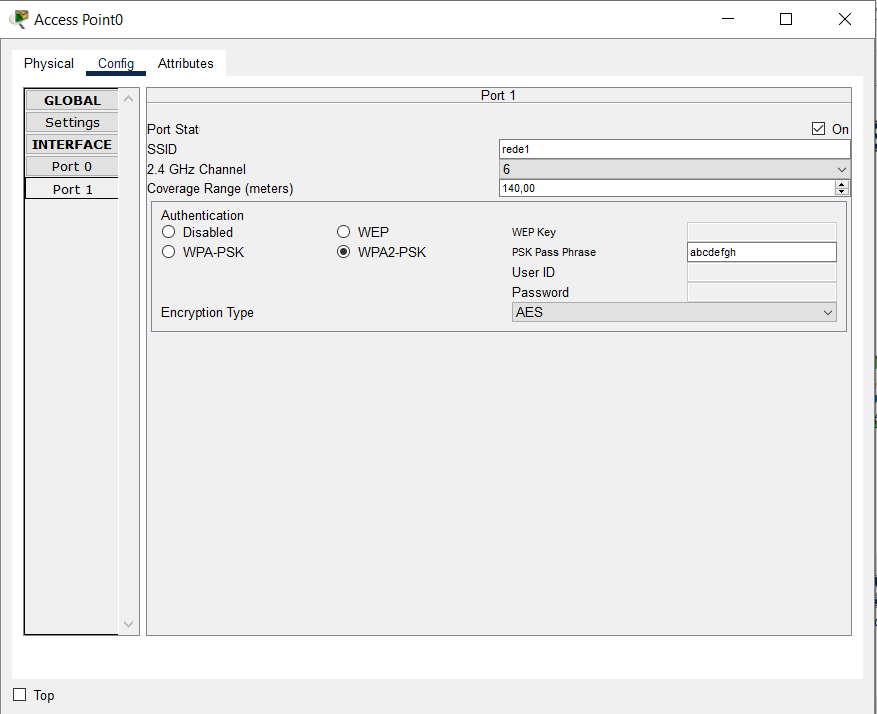 Access Point0
Physical Config Attributes
GLOBAL
Settings
INTERFACE
Port 0
Port 1
Port 1
Port Stat On
SSID rede1
2.4 GHz Channel 6
Coverage Range (meters) 140,00
Authentication
Disabled WEP WEP Key
WPA-PSK WPA2-PSK PSK Pass Phrase abcdefgh
User ID
Password
Encryption Type AES
Top